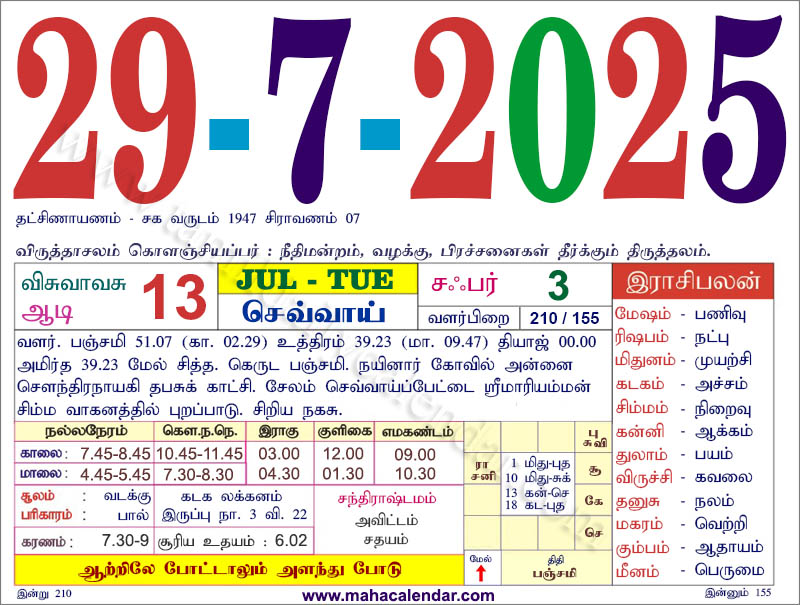 29-7-2025
தட்சிணாயணம் - சக வருடம் 1947 சிராவணம் 07
விருத்தாசலம் கொளஞ்சியப்பர் : நீதிமன்றம், வழக்கு, பிரச்சனைகள் தீர்க்கும் திருத்தலம்.
விசுவாவசு
ஆடி
13
JUL - TUE
செவ்வாய்
சஃபர் 3
வளர்பிறை 210 / 155
வளர். பஞ்சமி 51.07 (கா. 02.29) உத்திரம் 39.23 (மா. 09.47) தியாஜ் 00.00
அமிர்த 39.23 மேல் சித்த. கெருட பஞ்சமி. நயினார் கோவில் அன்னை
சௌந்திரநாயகி தபசுக் காட்சி. சேலம் செவ்வாய்ப்பேட்டை ஸ்ரீமாரியம்மன்
சிம்ம வாகனத்தில் புறப்பாடு. சிறிய நகசு.
இராசிபலன்
மேஷம் - பணிவு
ரிஷபம் - நட்பு
மிதுனம் - முயற்சி
கடகம் - அச்சம்
சிம்மம் - நிறைவு
கன்னி - ஆக்கம்
துலாம் - பயம்
விருச்சி - கவலை
தனுசு - நலம்
மகரம் - வெற்றி
கும்பம் - ஆதாயம்
மீனம் - பெருமை
நல்லநேரம் கௌ.ந.நே. இராகு குளிகை எமகண்டம்
காலை: 7.45-8.45 10.45-11.45 03.00 12.00 09.00
மாலை: 4.45-5.45 7.30-8.30 04.30 01.30 10.30
சூலம் : வடக்கு
பரிகாரம் : பால்
கடக லக்கனம்
இருப்பு நா. 3 வி. 22
சந்திராஷ்டமம்
அவிட்டம்
சதயம்
கரணம் : 7.30-9 சூரிய உதயம் : 6.02
பு
சுவி
ரா
சனி
1 மிது-புத
10 மிது-சுக்
13 கன்-செ
18 கட-புத
சூ
கே
செ
ஆற்றிலே போட்டாலும் அளந்து போடு
மேல்
திதி
பஞ்சமி
இன்று 210
www.mahacalendar.com
இன்னும் 155